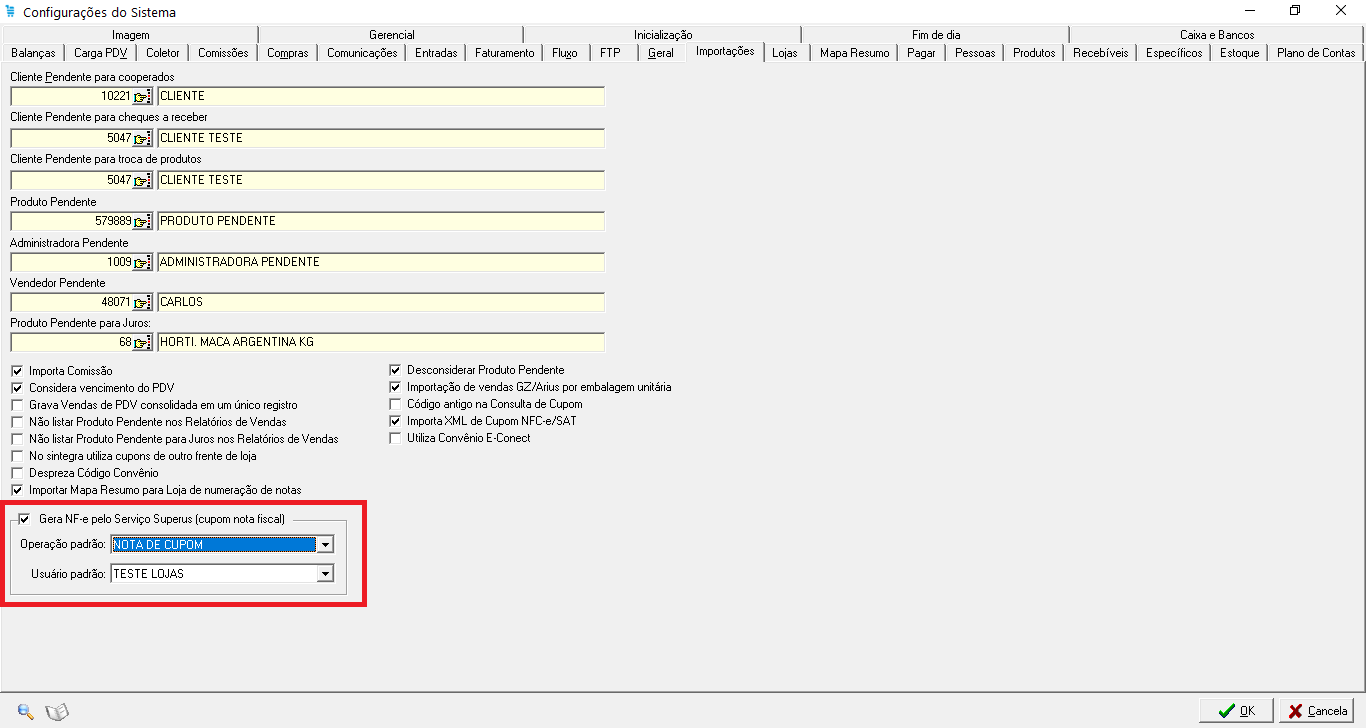 Configurações do Sistema
Imagem Gerencial Inicialização Fim de dia Caixa e Bancos
Balanças Carga PDV Coletor Comissões Compras Comunicações Entradas Faturamento Fluxo FTP Geral Importações Lojas Mapa Resumo Pagar Pessoas Produtos Recebíveis Específicos Estoque Plano de Contas
Cliente Pendente para cooperados
10221 CLIENTE
Cliente Pendente para cheques a receber
5047 CLIENTE TESTE
Cliente Pendente para troca de produtos
5047 CLIENTE TESTE
Produto Pendente
579889 PRODUTO PENDENTE
Administradora Pendente
1009 ADMINISTRADORA PENDENTE
Vendedor Pendente
48071 CARLOS
Produto Pendente para Juros:
68 HORTI. MACA ARGENTINA KG
Importa Comissão
Considera vencimento do PDV
Grava Vendas de PDV consolidada em um único registro
Não listar Produto Pendente nos Relatórios de Vendas
Não listar Produto Pendente para Juros nos Relatórios de Vendas
No sintegra utiliza cupons de outro frente de loja
Despreza Código Convênio
Importar Mapa Resumo para Loja de numeração de notas
Desconsiderar Produto Pendente
Importação de vendas GZ/Arius por embalagem unitária
Código antigo na Consulta de Cupom
Importa XML de Cupom NFC-e/SAT
Utiliza Convênio E-Conect
Gera NF-e pelo Serviço Superus (cupom nota fiscal)
Operação padrão: NOTA DE CUPOM
Usuário padrão: TESTE LOJAS
OK Cancela